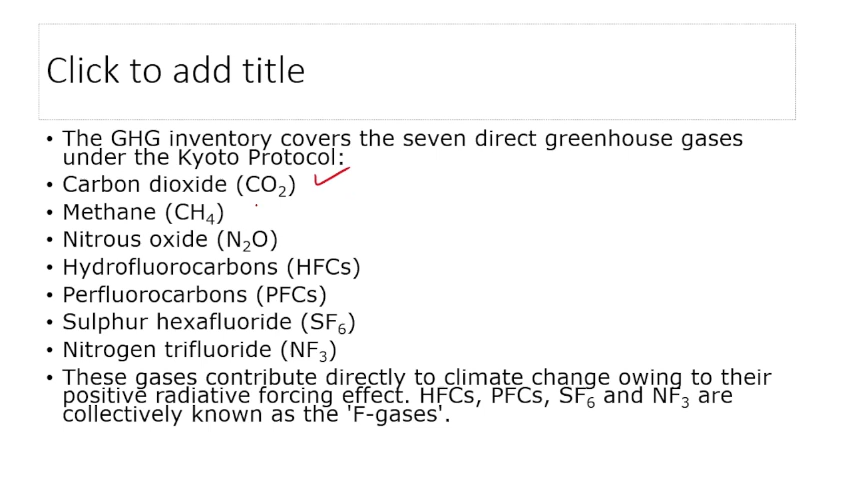 Click to add title
• The GHG inventory covers the seven direct greenhouse gases
under the Kyoto Protocol:
• Carbon dioxide (CO₂)
• Methane (CH₄)
• Nitrous oxide (N₂O)
• Hydrofluorocarbons (HFCs)
• Perfluorocarbons (PFCs)
• Sulphur hexafluoride (SF₆)
• Nitrogen trifluoride (NF₃)
• These gases contribute directly to climate change owing to their
positive radiative forcing effect. HFCs, PFCs, SF₆ and NF₃ are
collectively known as the 'F-gases'.